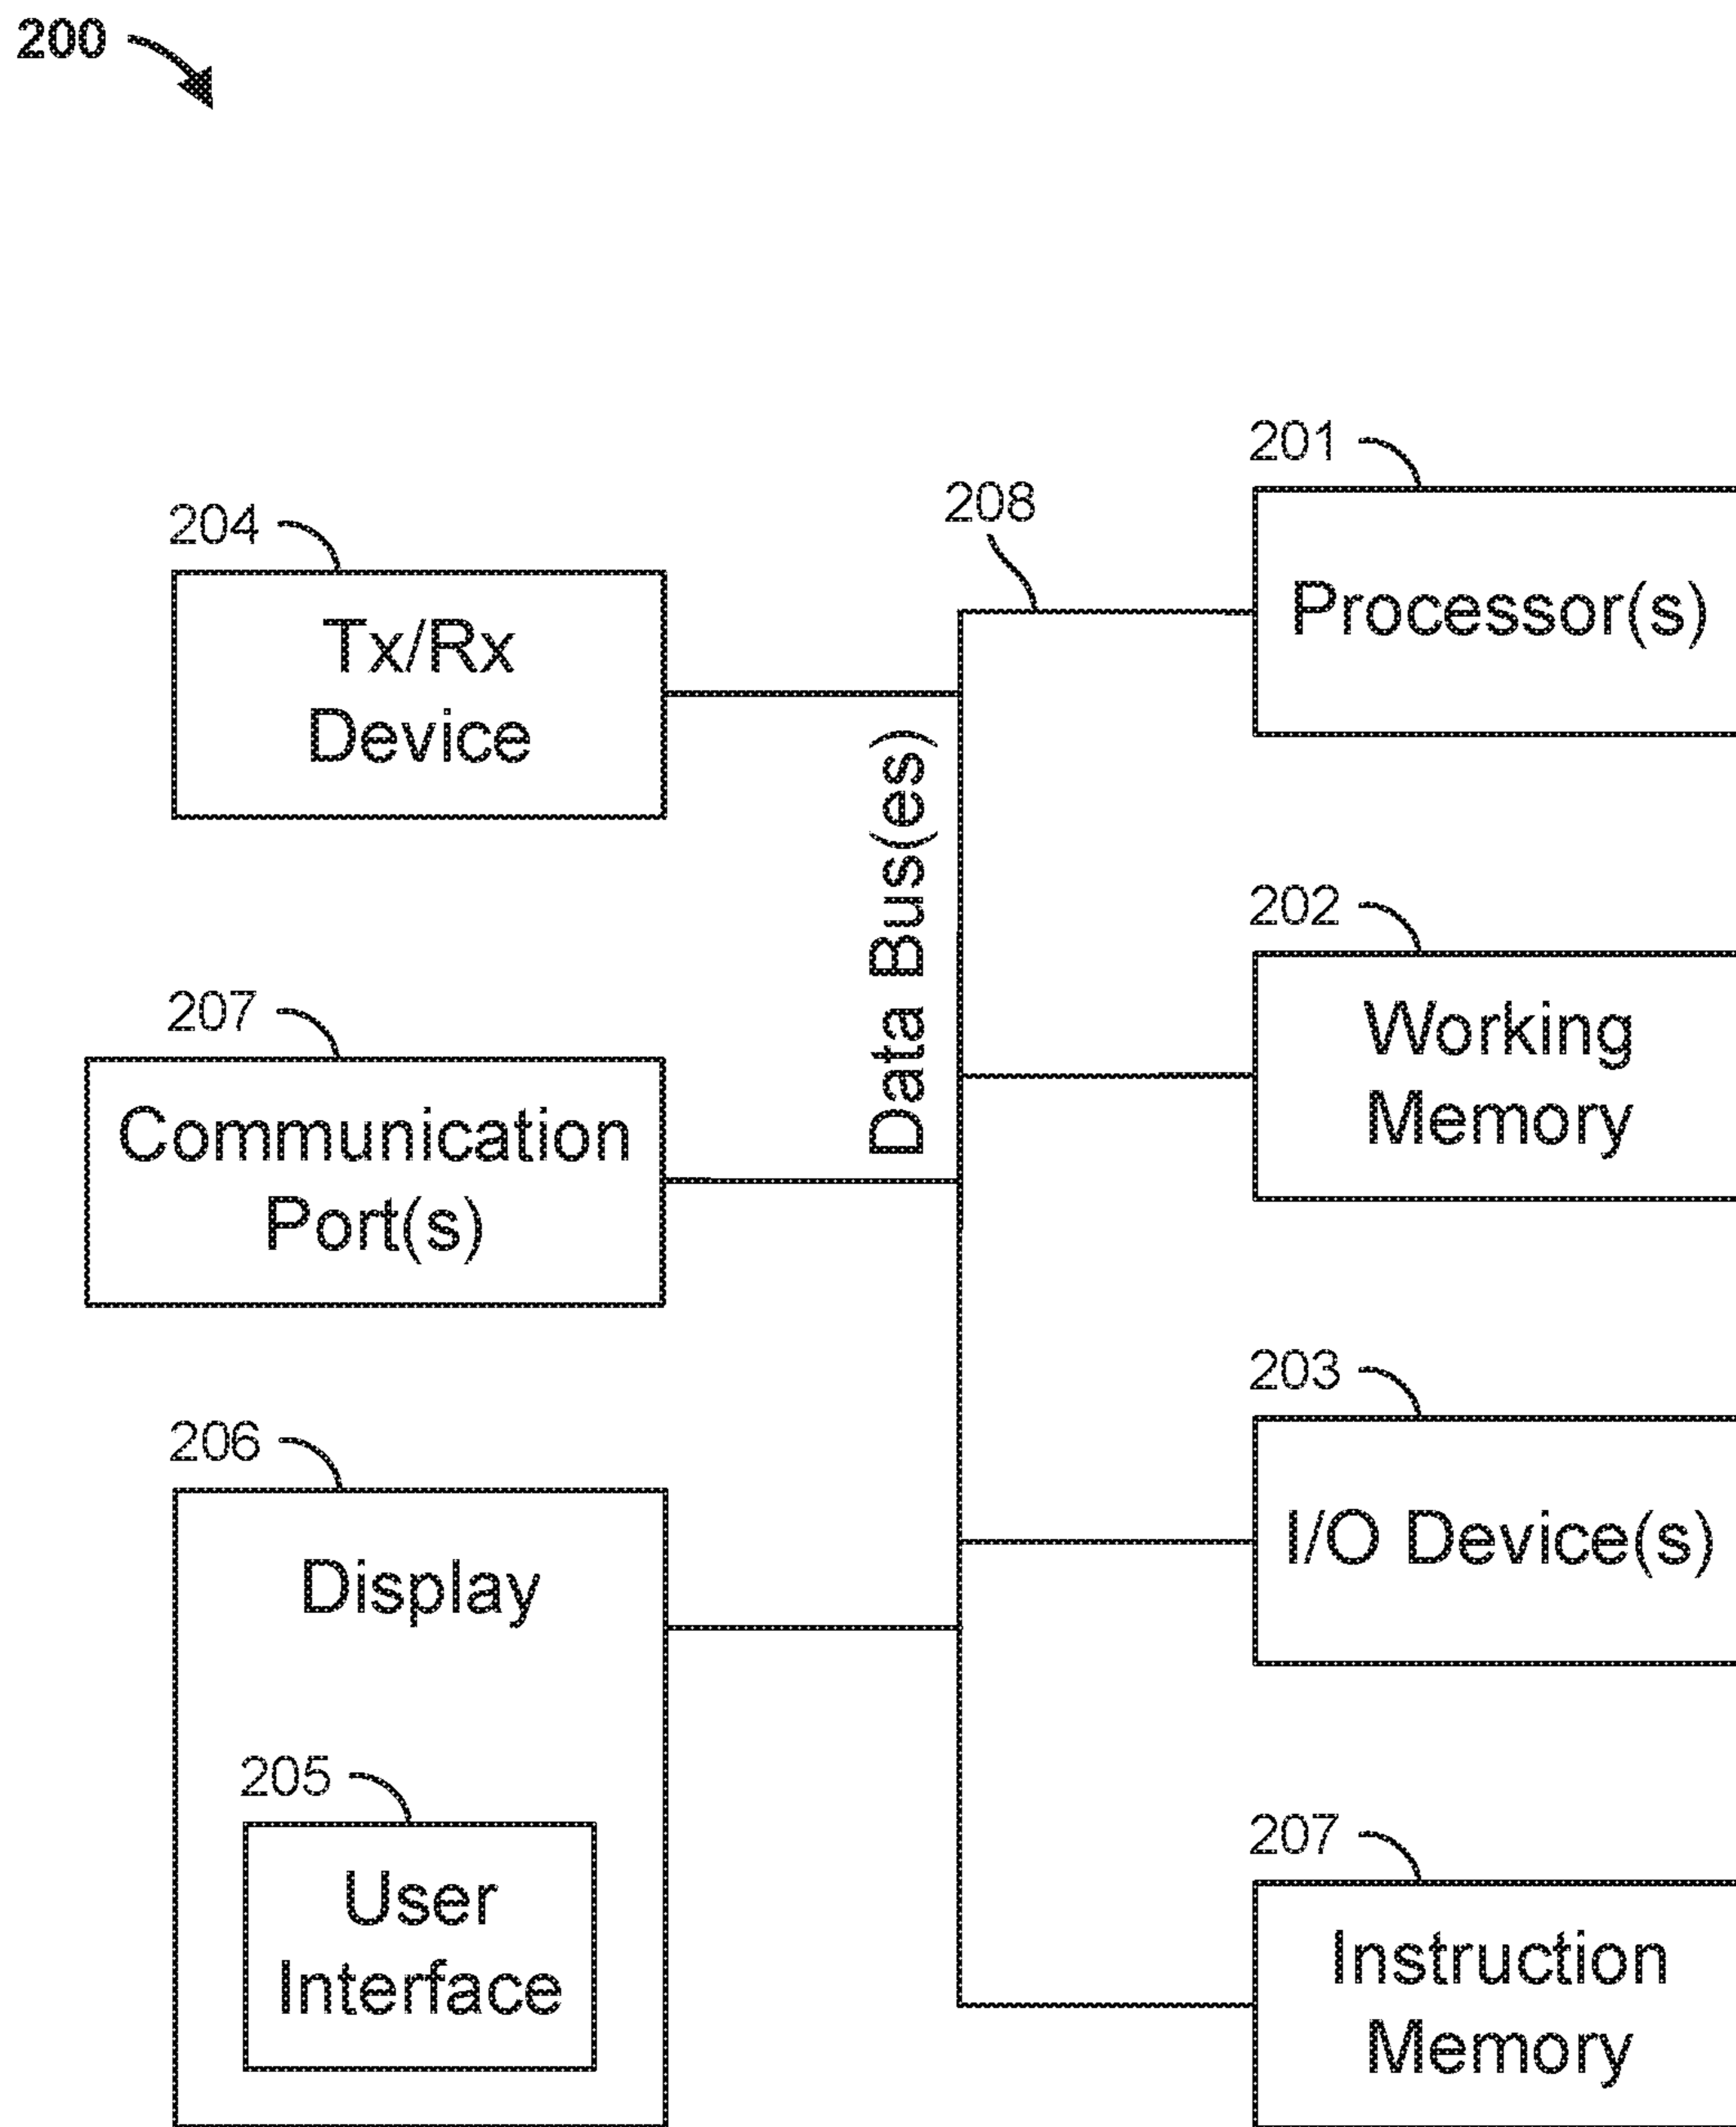 200
204
Tx/Rx
Device
207
Communication
Port(s)
206
Display
205
User
Interface
Data Bus(es)
208
201
Processor(s)
202
Working
Memory
203
I/O Device(s)
207
Instruction
Memory